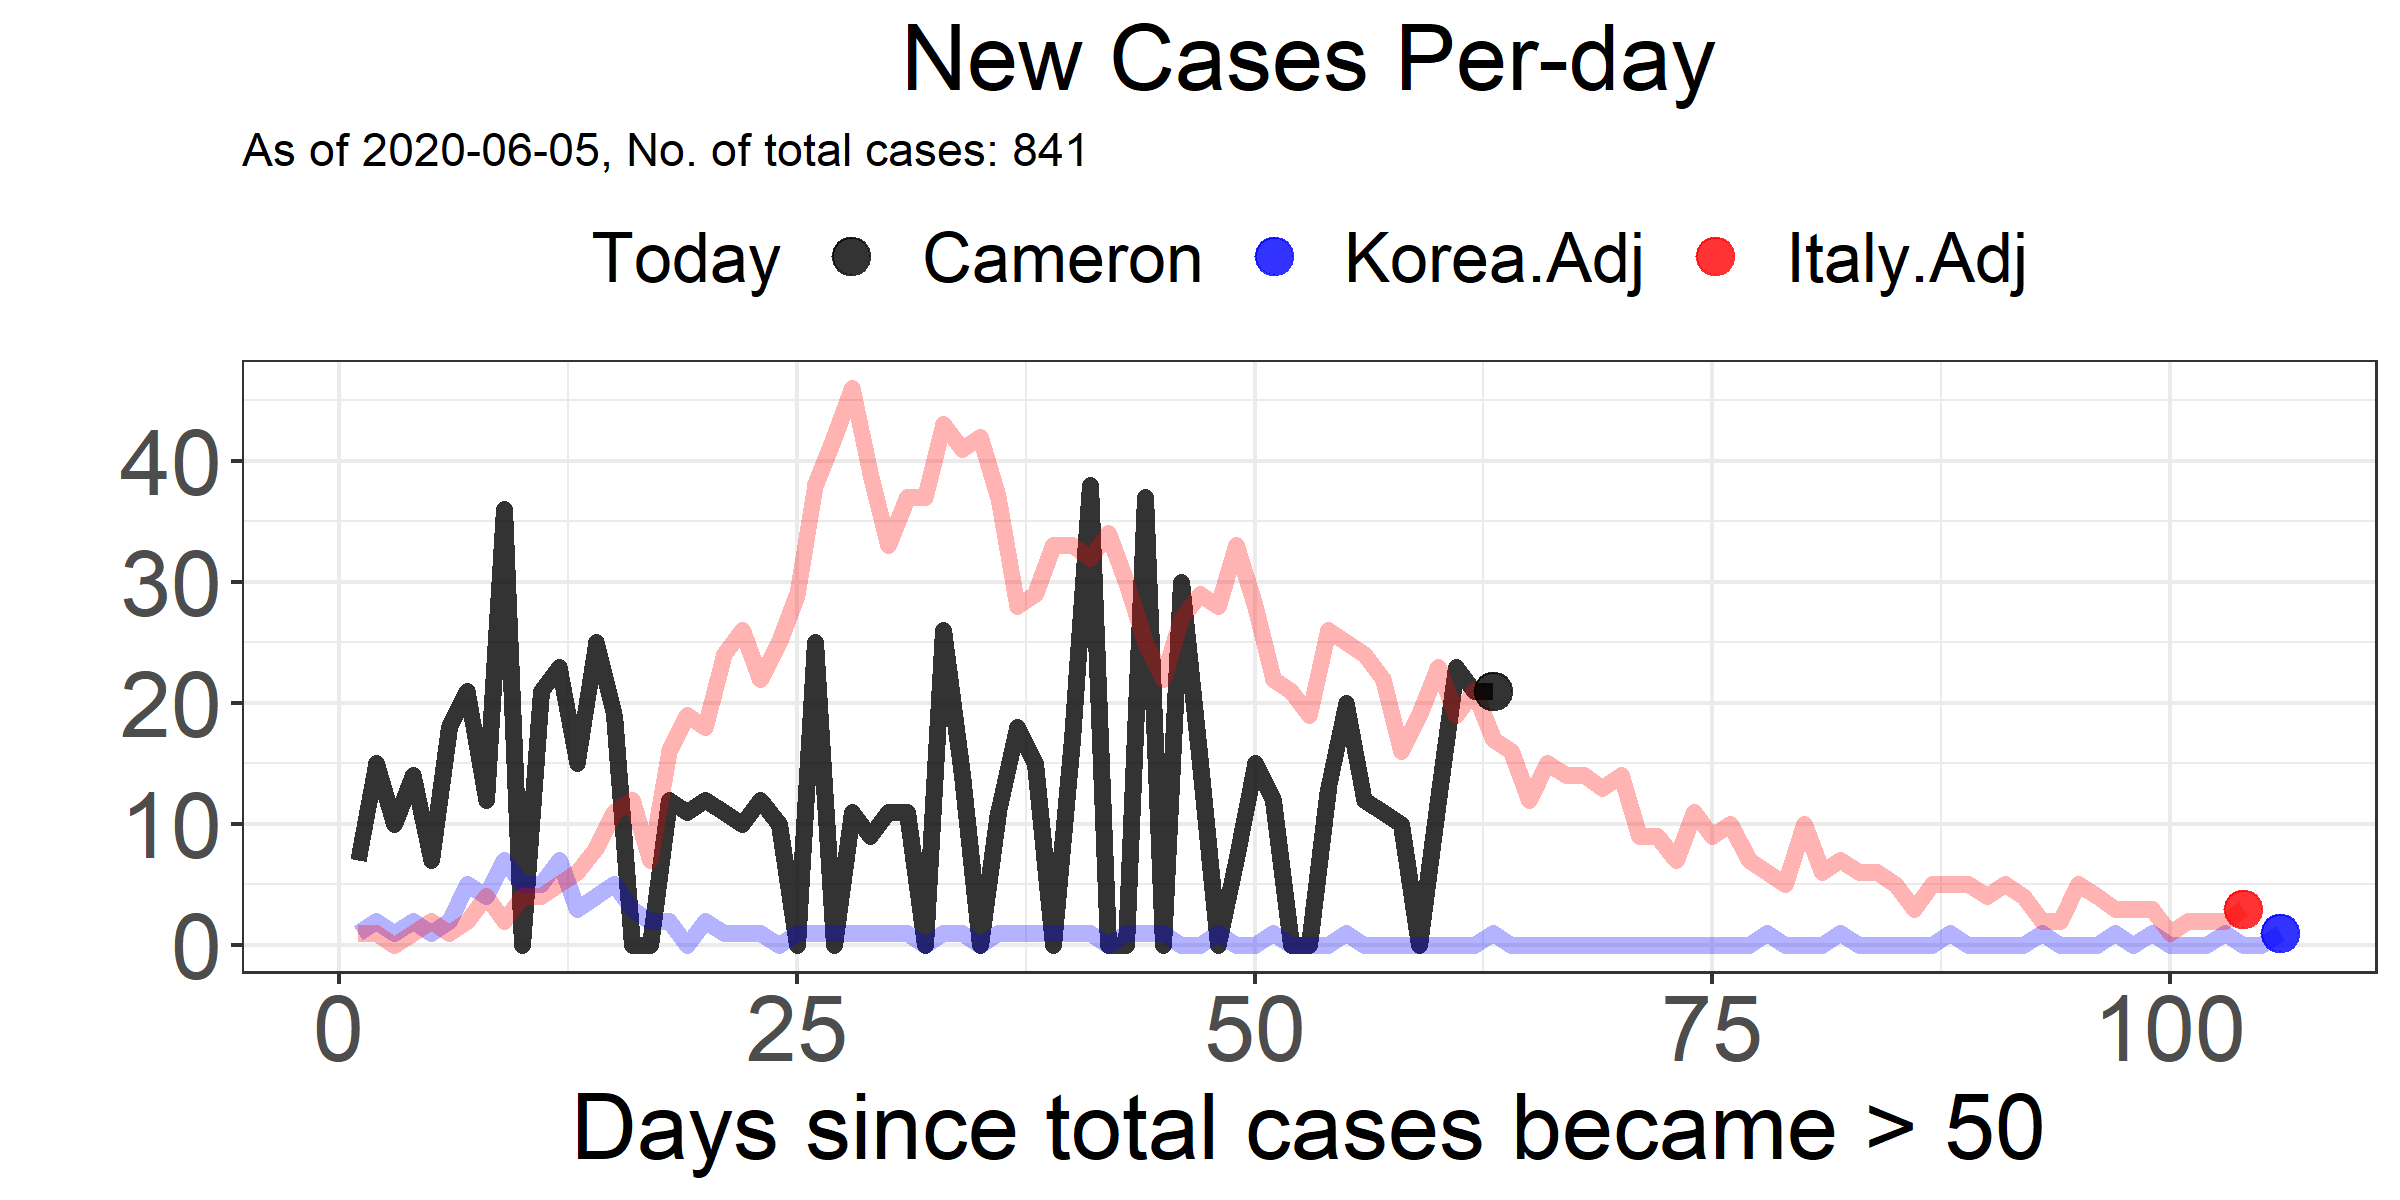 New Cases Per-day
As of 2020-06-05, No. of total cases: 841
Today Cameron Korea.Adj Italy.Adj
40
30
20
10
0
0 25 50 75 100
Days since total cases became > 50